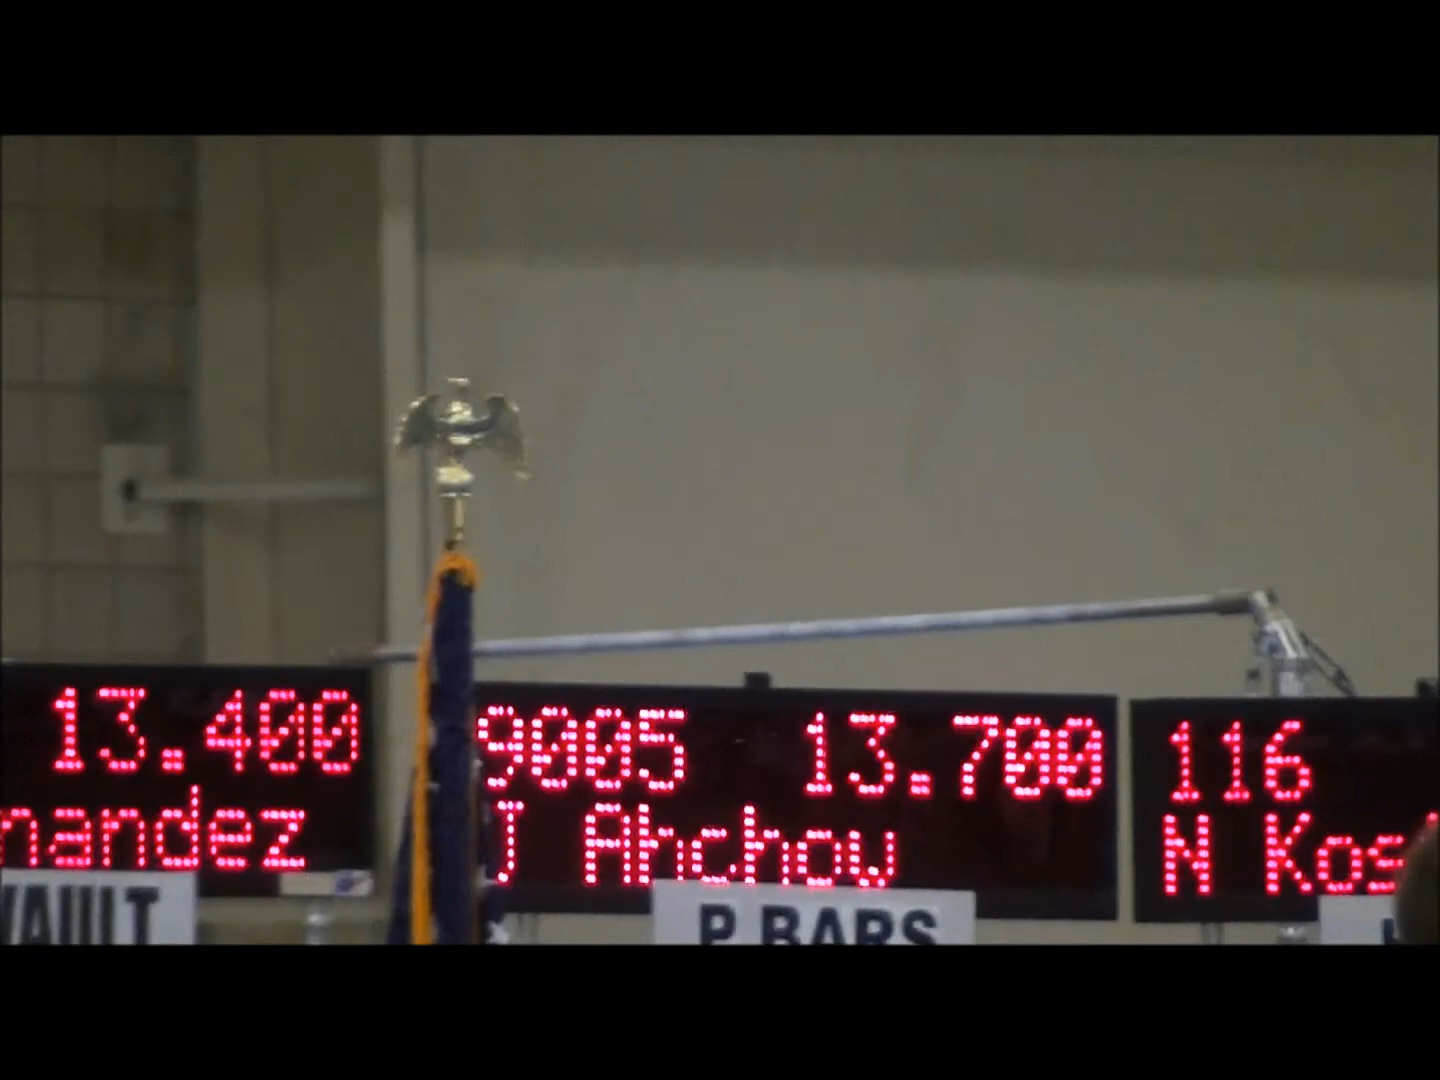 13.400
nandez
VAULT
9005 13.700
J Ahchow
P BARS
116
N Kos